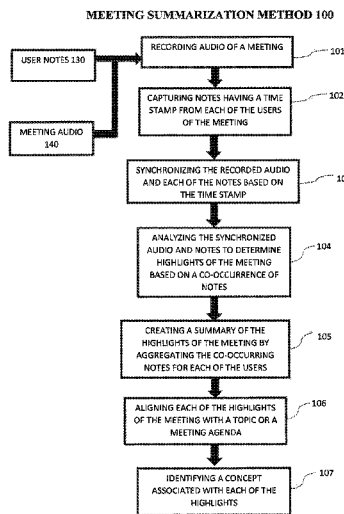 MEETING SUMMARIZATION METHOD 100
RECORDING AUDIO OF A MEETING
101
USER NOTES 130
CAPTURING NOTES HAVING A TIME
STAMP FROM EACH OF THE USERS
OF THE MEETING
102
MEETING AUDIO
140
SYNCHRONIZING THE RECORDED AUDIO
AND EACH OF THE NOTES BASED ON
THE TIME STAMP
10
ANALYZING THE SYNCHRONIZED
AUDIO AND NOTES TO DETERMINE
HIGHLIGHTS OF THE MEETING
BASED ON A CO-OCCURRENCE OF
NOTES
104
CREATING A SUMMARY OF THE
HIGHLIGHTS OF THE MEETING BY
AGGREGATING THE CO-OCCURRING
NOTES FOR EACH OF THE USERS
105
ALIGNING EACH OF THE HIGHLIGHTS
OF THE MEETING WITH A TOPIC OR A
MEETING AGENDA
106
IDENTIFYING A CONCEPT
ASSOCIATED WITH EACH OF THE
HIGHLIGHTS
107